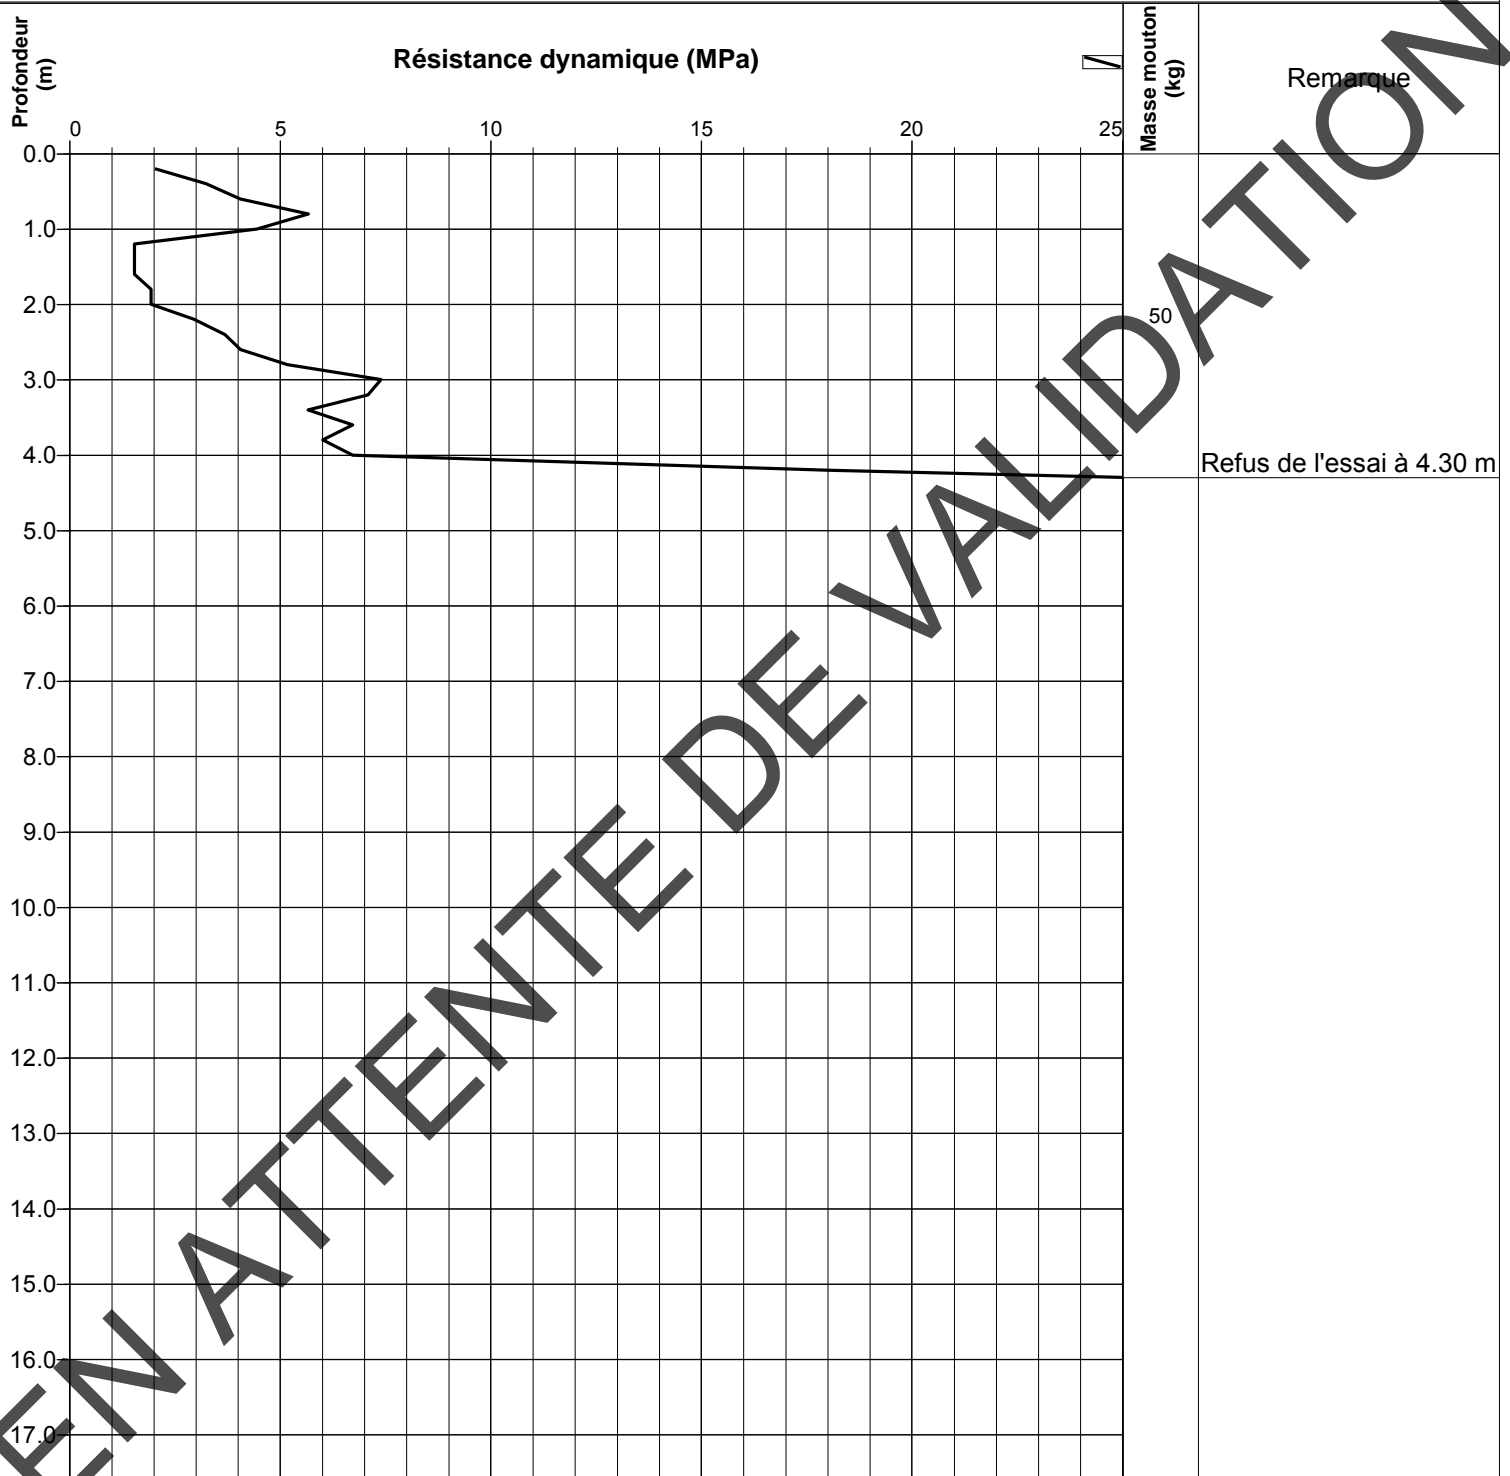 Profondeur
(m)
Résistance dynamique (MPa)
Masse mouton
(kg)
Remarque
0 5 10 15 20 25
0.0
1.0
2.0
50
3.0
4.0
Refus de l'essai à 4.30 m
5.0
6.0
7.0
8.0
9.0
10.0
11.0
12.0
13.0
14.0
15.0
16.0
17.0
EN ATTENTE DE VALIDATION